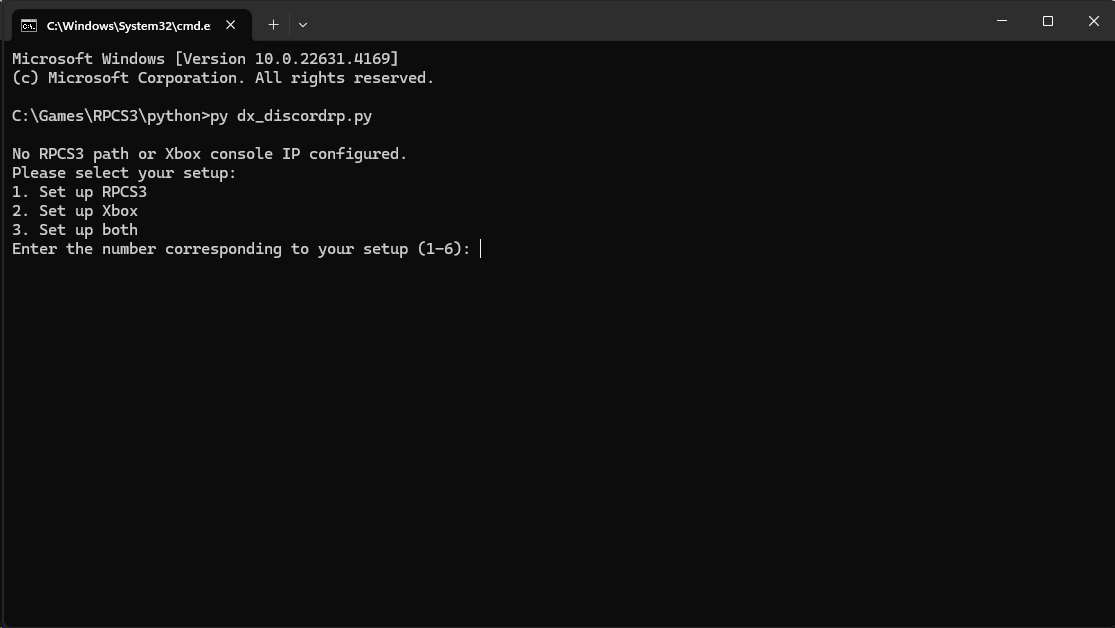 C:\Windows\System32\cmd.e
Microsoft Windows [Version 10.0.22631.4169]
(c) Microsoft Corporation. All rights reserved.
C:\Games\RPCS3\python>py dx_discordrp.py
No RPCS3 path or Xbox console IP configured.
Please select your setup:
1. Set up RPCS3
2. Set up Xbox
3. Set up both
Enter the number corresponding to your setup (1-6):